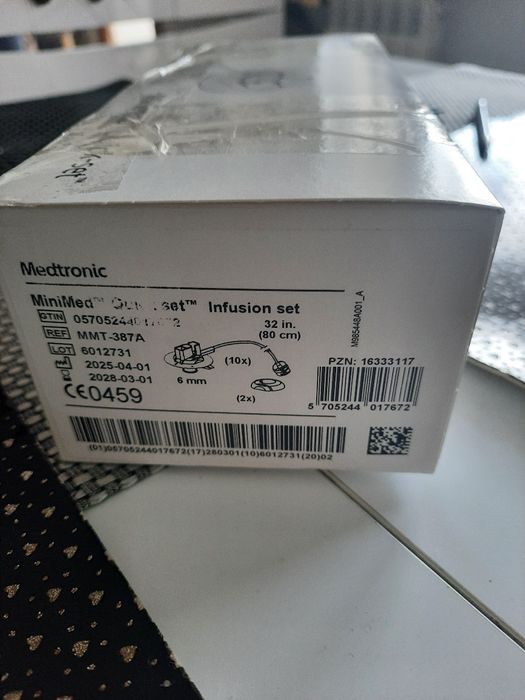 Medtronic
MiniMed™ set™ Infusion set
GTIN
REF MMT-387A
LOT 6012731
2025-04-01
2028-03-01
CE0459
32 in.
(80 cm)
(10x)
6 mm
(2x)
M985448A001_A
PZN: 16333117
5 705244 017672
(01)05705244017672(17)280301(10)6012731(20)02